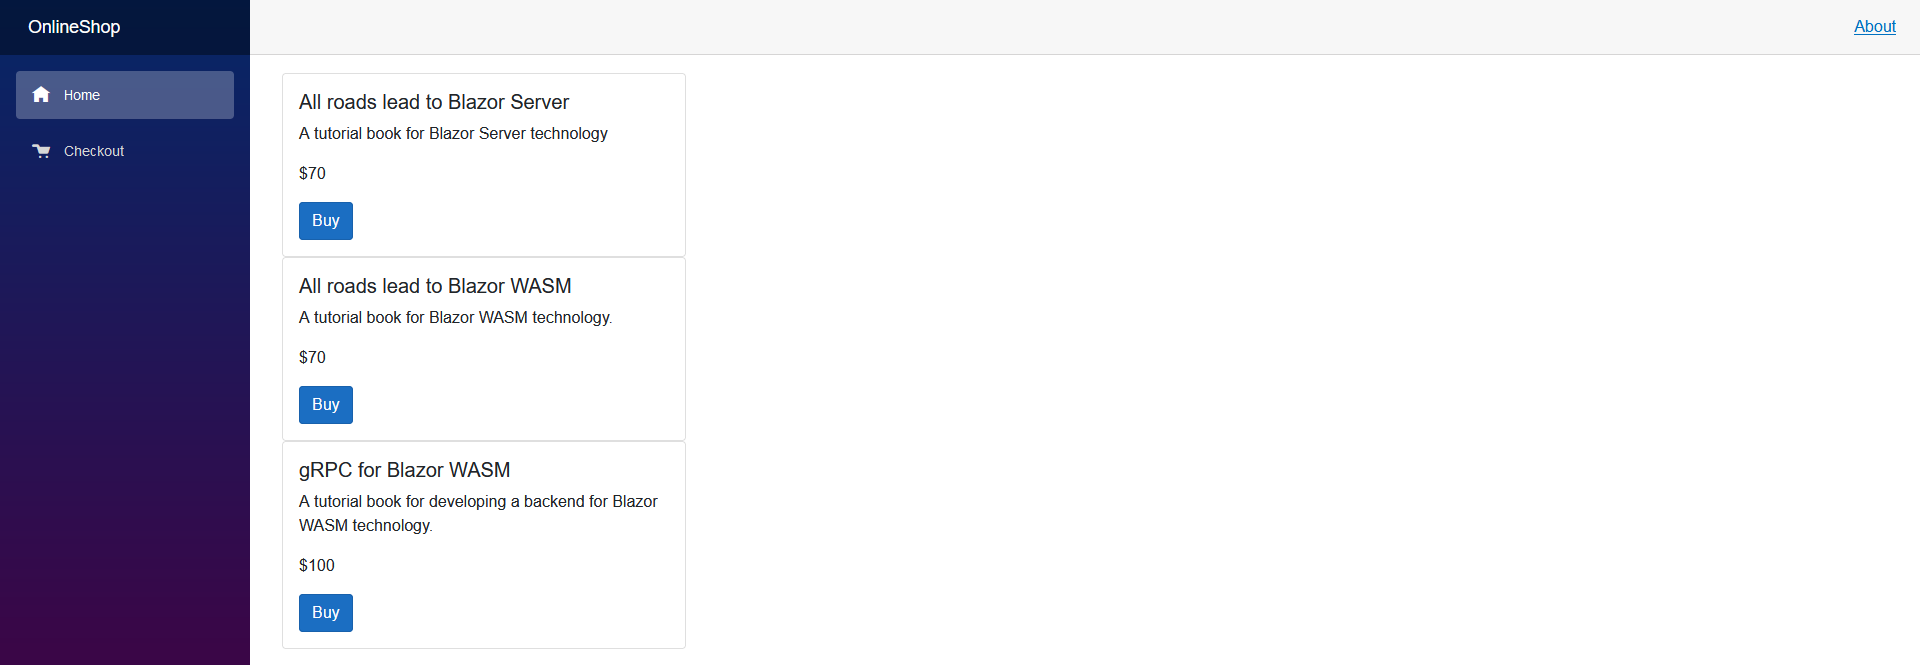 OnlineShop
About
Home
Checkout
All roads lead to Blazor Server
A tutorial book for Blazor Server technology
$70
Buy
All roads lead to Blazor WASM
A tutorial book for Blazor WASM technology.
$70
Buy
gRPC for Blazor WASM
A tutorial book for developing a backend for Blazor
WASM technology.
$100
Buy